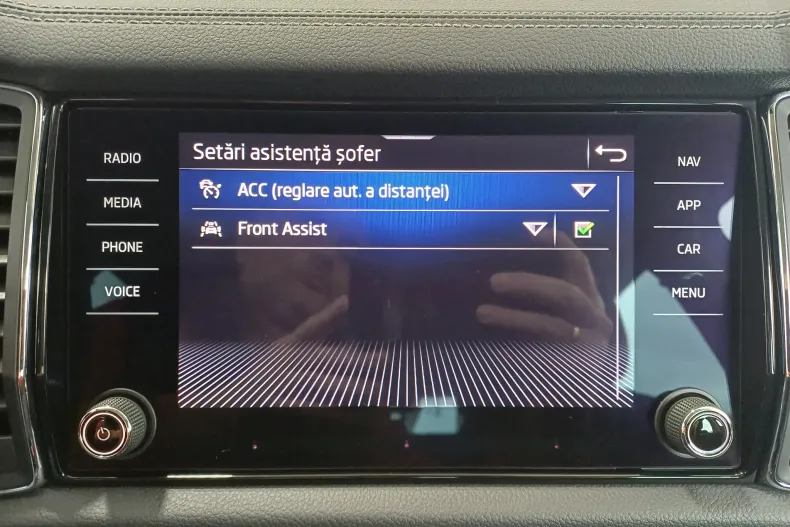 Setări asistență șofer
RADIO
MEDIA
PHONE
VOICE
ACC (reglare aut. a distanței)
Front Assist
NAV
APP
CAR
MENU